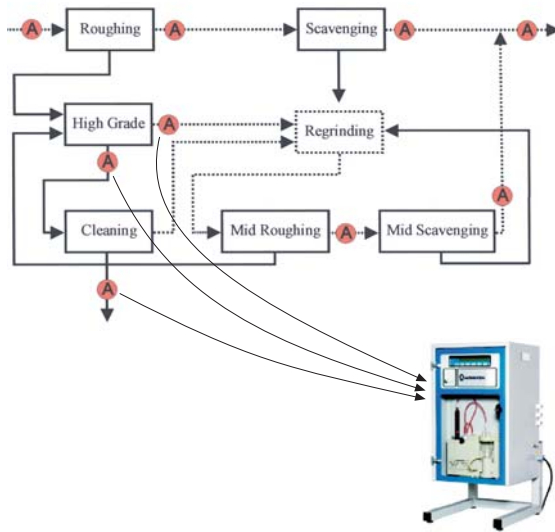 A Roughing A Scavenging A A
High Grade A Regrinding
A
A
Cleaning Mid Roughing A Mid Scavenging
A